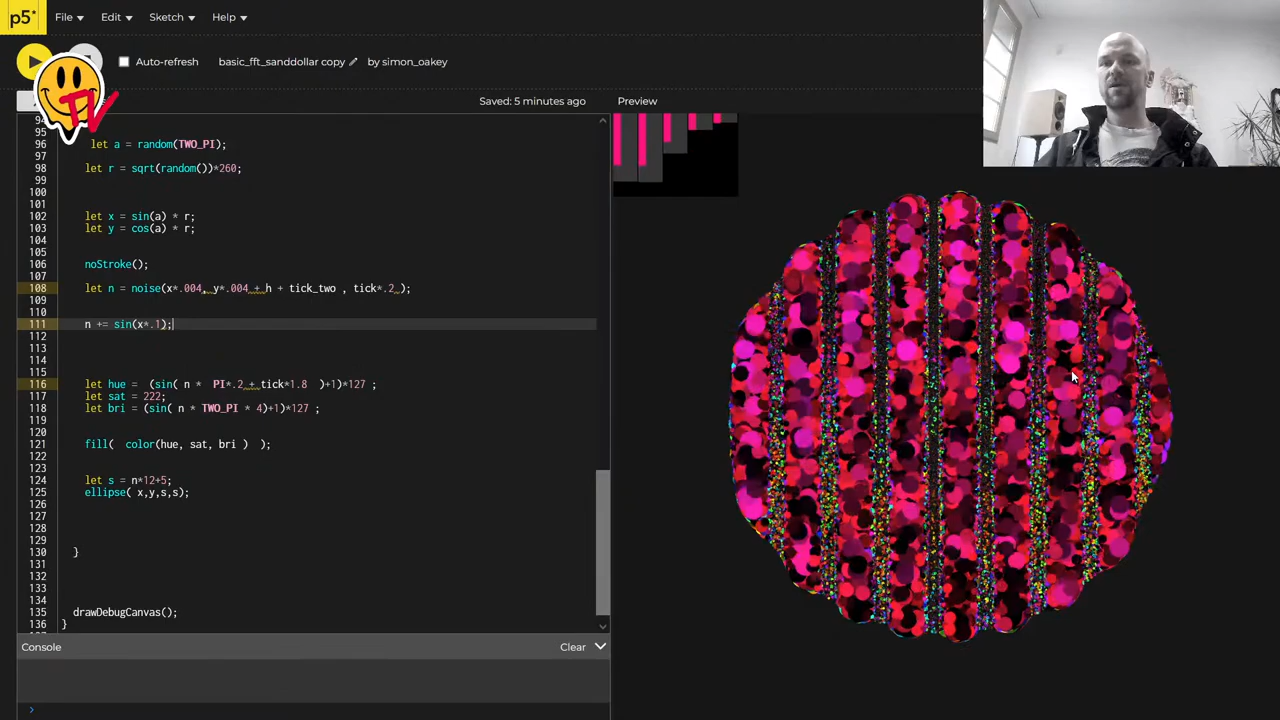 p5* File Edit Sketch Help
Auto-refresh basic_fft_sanddollar copy by simon_oakey
TV
Saved: 5 minutes ago Preview
94
95
96 let a = random(TWO_PI);
97
98 let r = sqrt(random())*260;
99
100
101
102 let x = sin(a) * r;
103 let y = cos(a) * r;
104
105
106 noStroke();
107
108 let n = noise(x*.004, y*.004 + h + tick_two , tick*.2 );
109
110
111 n += sin(x*.1);
112
113
114
115
116 let hue = (sin( n * PI*.2 + tick*1.8 )+1)*127 ;
117 let sat = 222;
118 let bri = (sin( n * TWO_PI * 4)+1)*127 ;
119
120
121 fill( color(hue, sat, bri ) );
122
123
124 let s = n*12+5;
125 ellipse( x,y,s,s);
126
127
128
129
130 }
131
132
133
134
135 drawDebugCanvas();
136 }
Console Clear